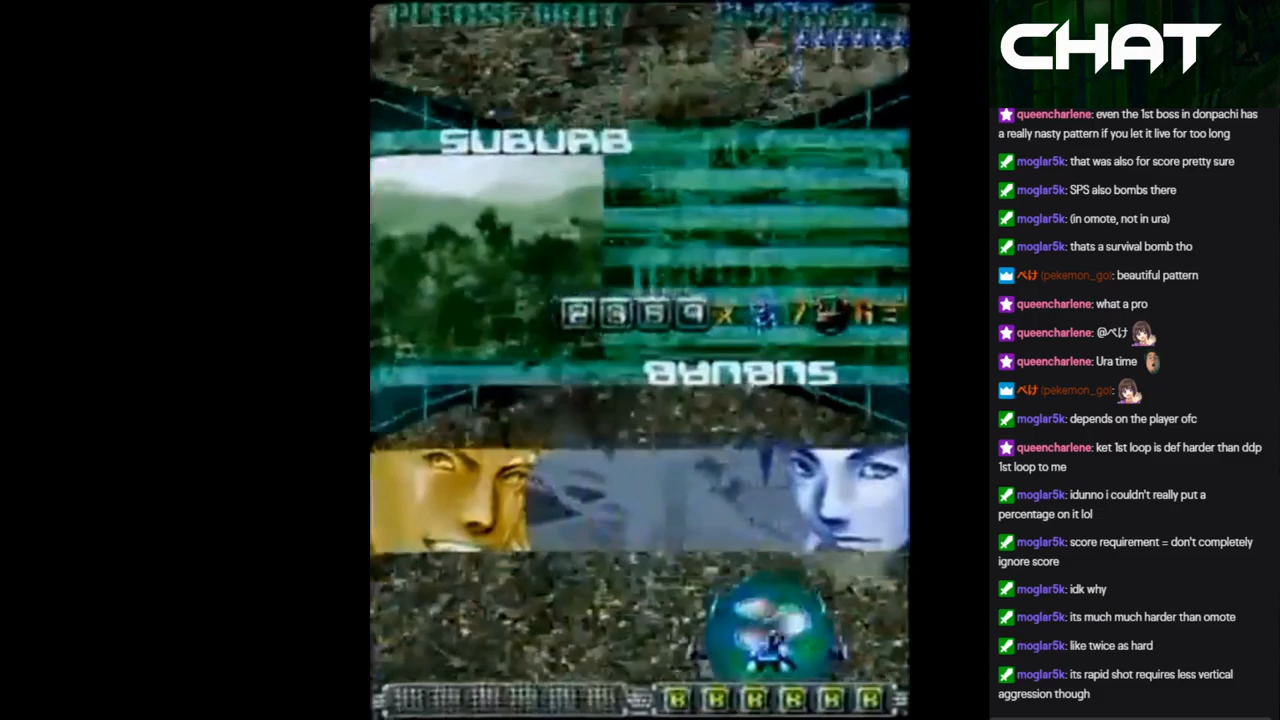 PLEASE WAIT
CHAT
SUBURB
SUBURB
B B B B B B
queencharlene: even the 1st boss in donpachi has
a really nasty pattern if you let it live for too long
moglar5k: that was also for score pretty sure
moglar5k: SPS also bombs there
moglar5k: (in omote, not in ura)
moglar5k: thats a survival bomb tho
ぺけ (pekemon_go): beautiful pattern
queencharlene: what a pro
queencharlene: @ぺけ
queencharlene: Ura time
ぺけ (pekemon_go):
moglar5k: depends on the player ofc
queencharlene: ket 1st loop is def harder than ddp
1st loop to me
moglar5k: idunno i couldn't really put a
percentage on it lol
moglar5k: score requirement = don't completely
ignore score
moglar5k: idk why
moglar5k: its much much harder than omote
moglar5k: like twice as hard
moglar5k: its rapid shot requires less vertical
aggression though